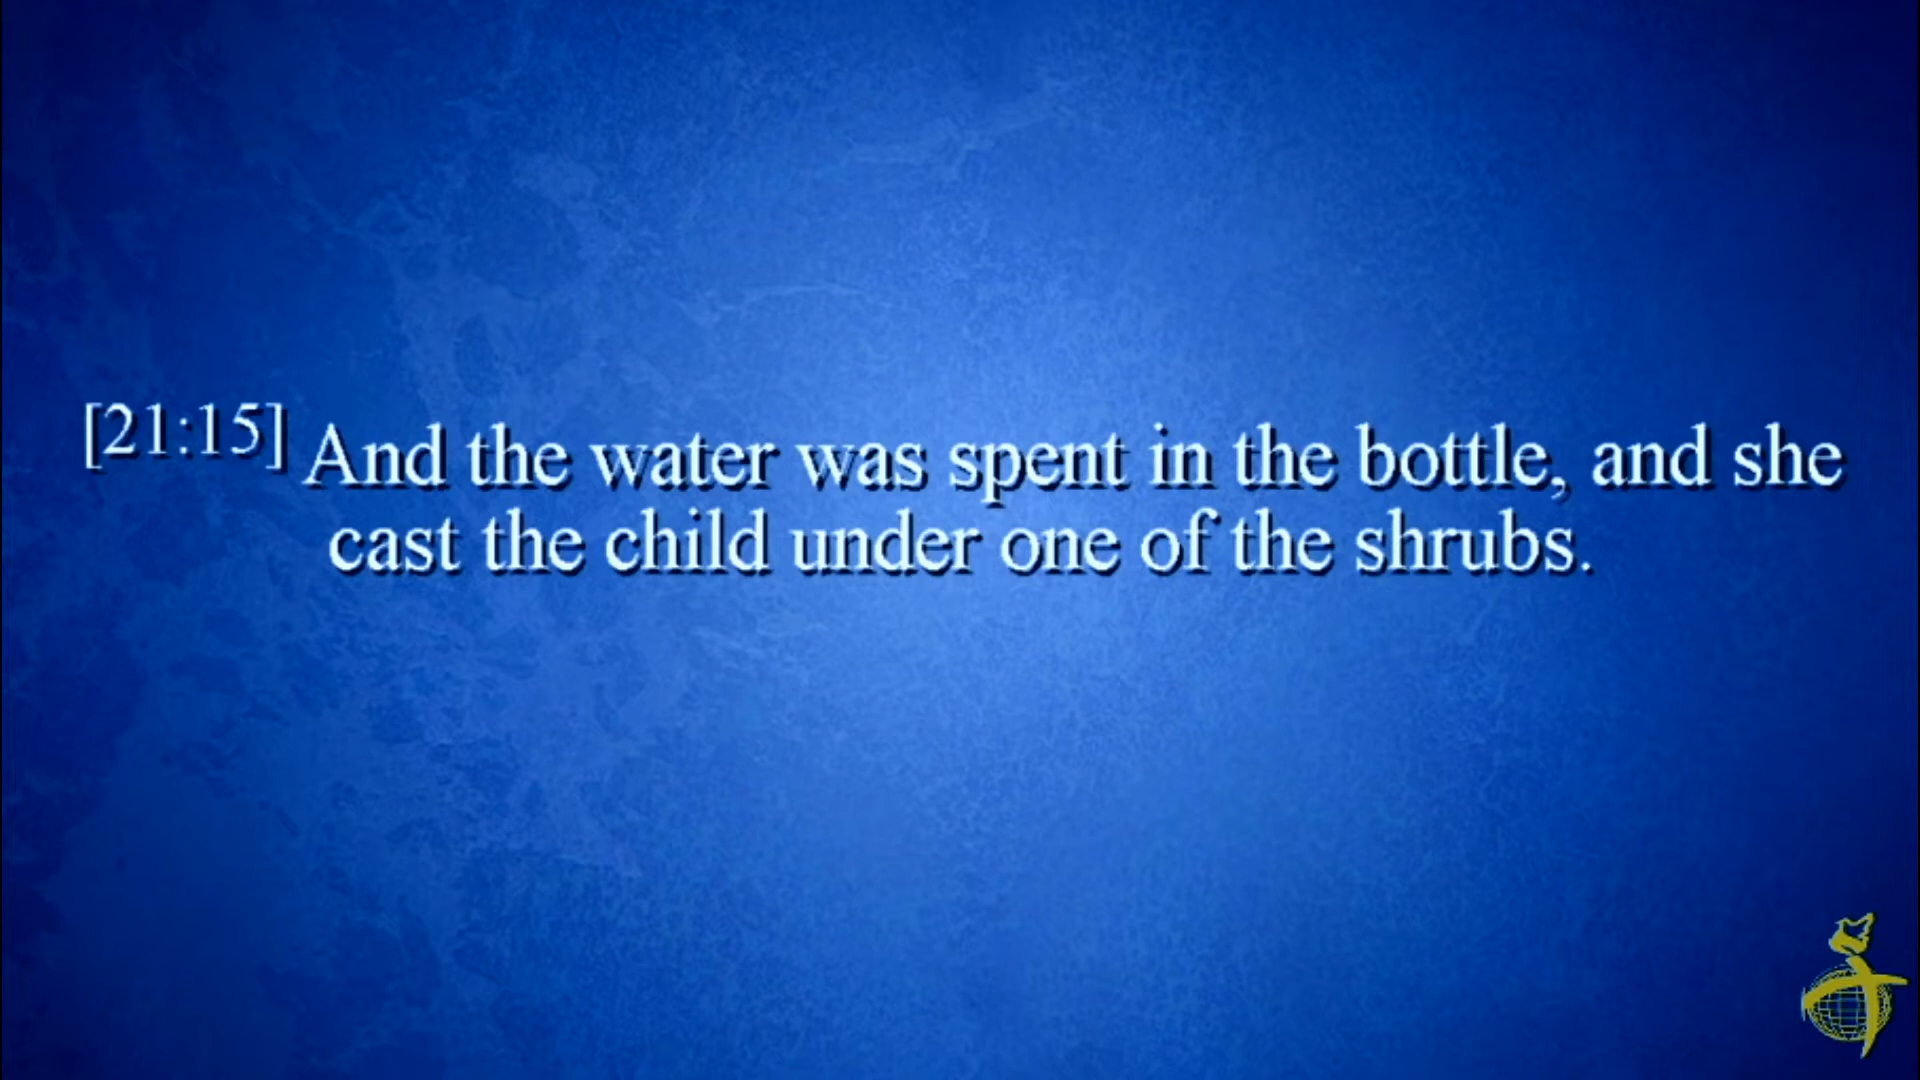 [21:15] And the water was spent in the bottle, and she
cast the child under one of the shrubs.